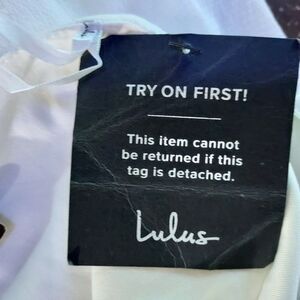 TRY ON FIRST!
This item cannot
be returned if this
tag is detached.
Lulus